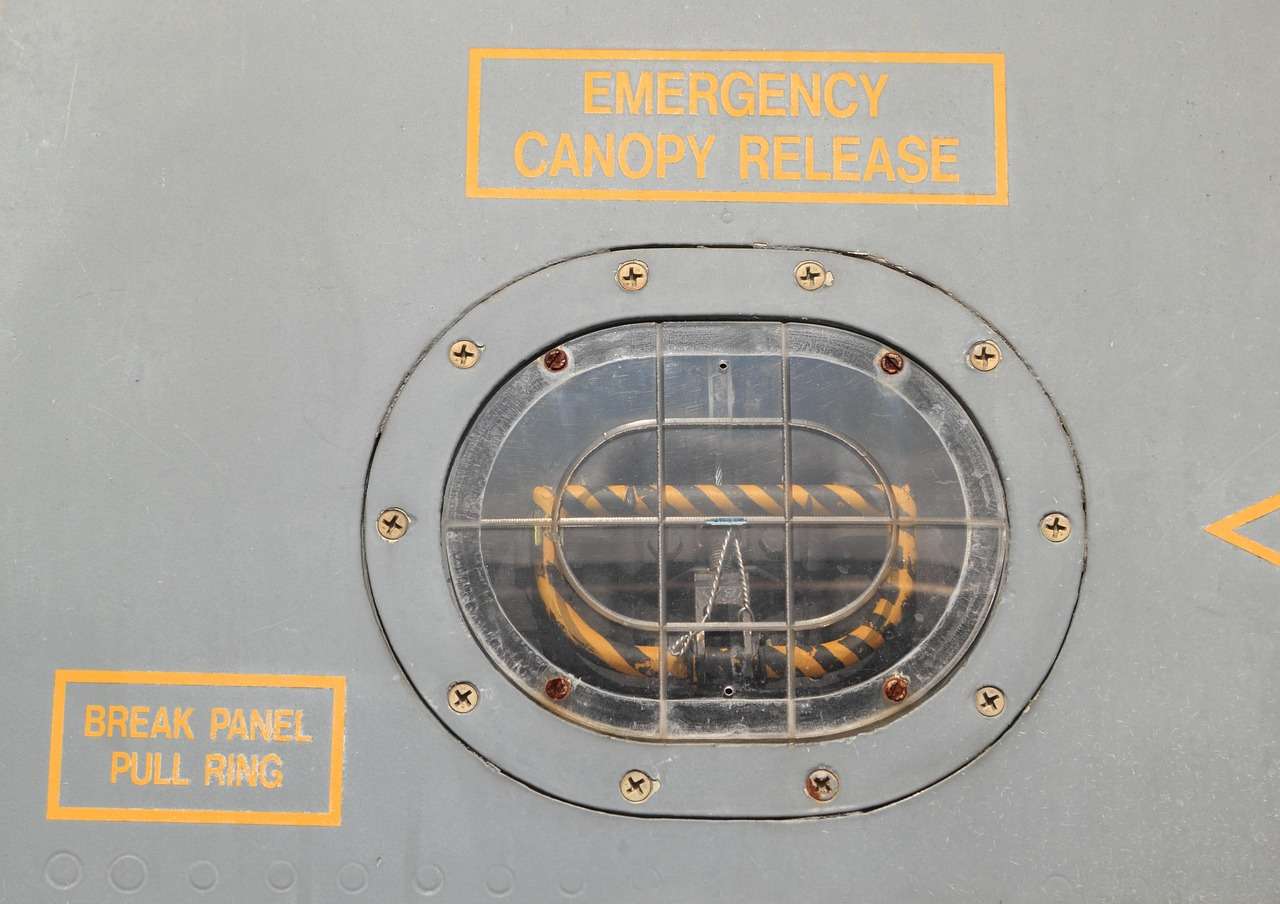 EMERGENCY
CANOPY RELEASE
BREAK PANEL
PULL RING